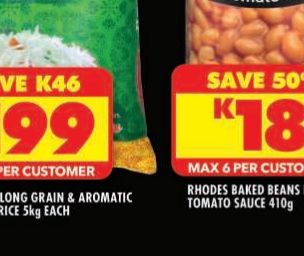 VE K46
99
PER CUSTOMER
LONG GRAIN & AROMATIC
RICE 5kg EACH
SAVE 50
K18
MAX 6 PER CUSTO
RHODES BAKED BEANS
TOMATO SAUCE 410g